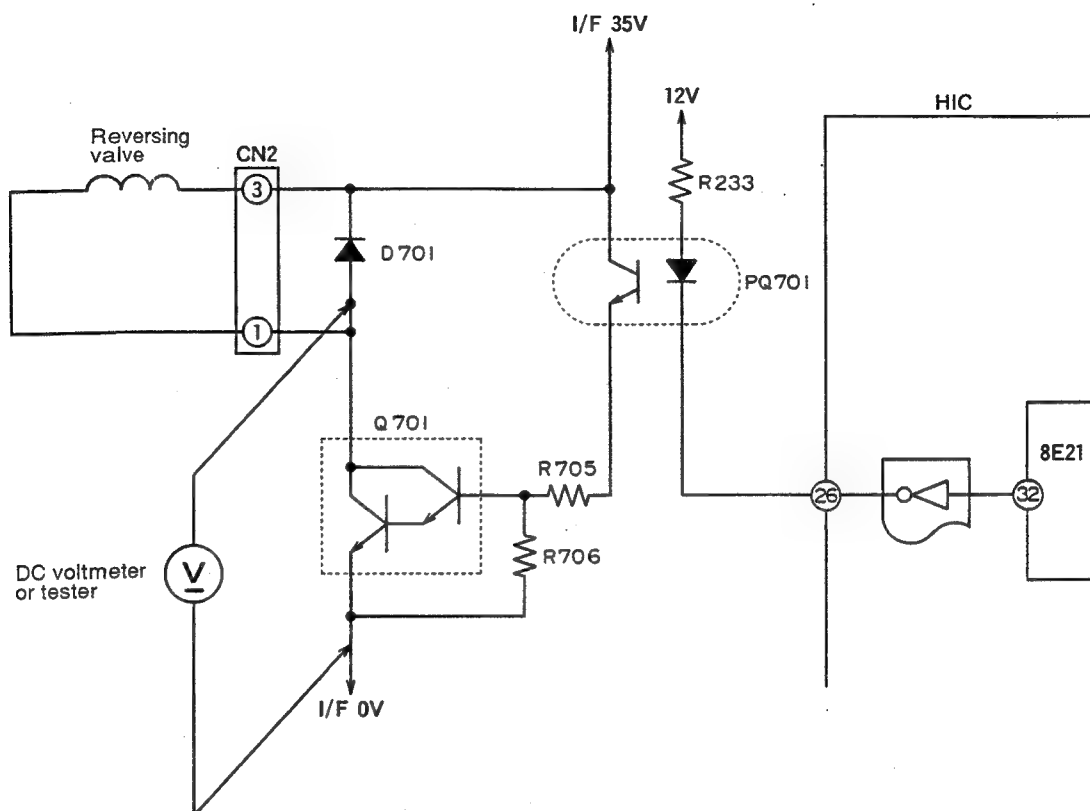 I/F 35V
12V
HIC
Reversing
valve
CN2
3
R233
D701
PQ701
1
Q701
R705
8E21
26
32
R706
DC voltmeter
or tester
V
I/F 0V